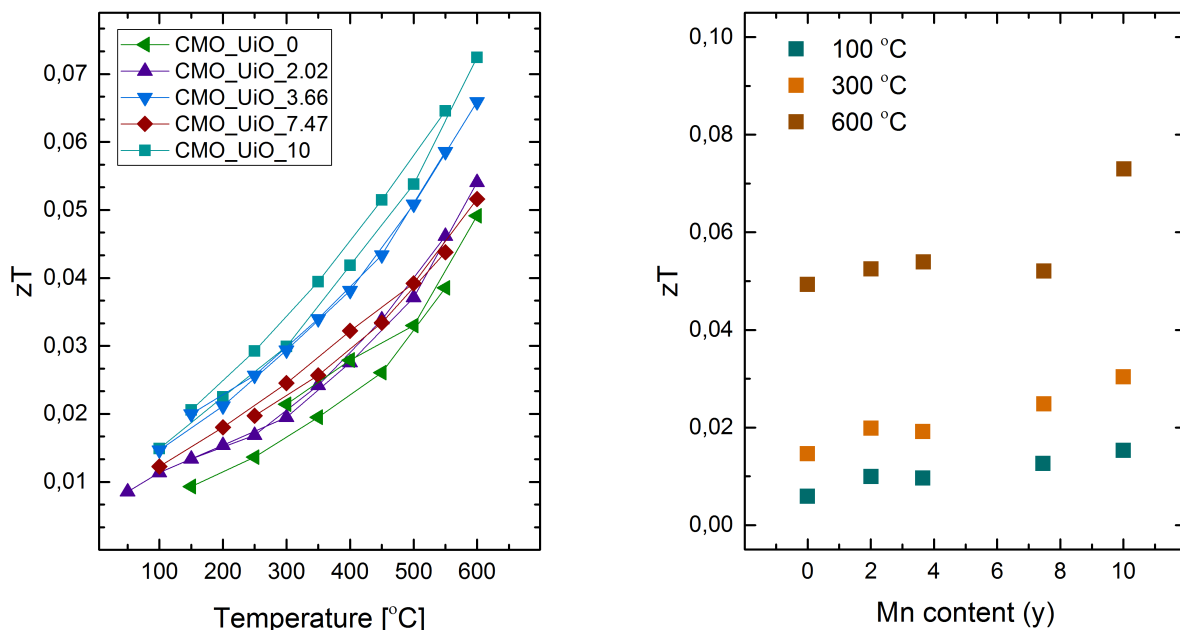 zT
0,07
0,06
0,05
0,04
0,03
0,02
0,01
CMO_UiO_0
CMO_UiO_2.02
CMO_UiO_3.66
CMO_UiO_7.47
CMO_UiO_10
100 200 300 400 500 600
Temperature [°C]
zT
0,10
0,08
0,06
0,04
0,02
0,00
100 °C
300 °C
600 °C
0 2 4 6 8 10
Mn content (y)